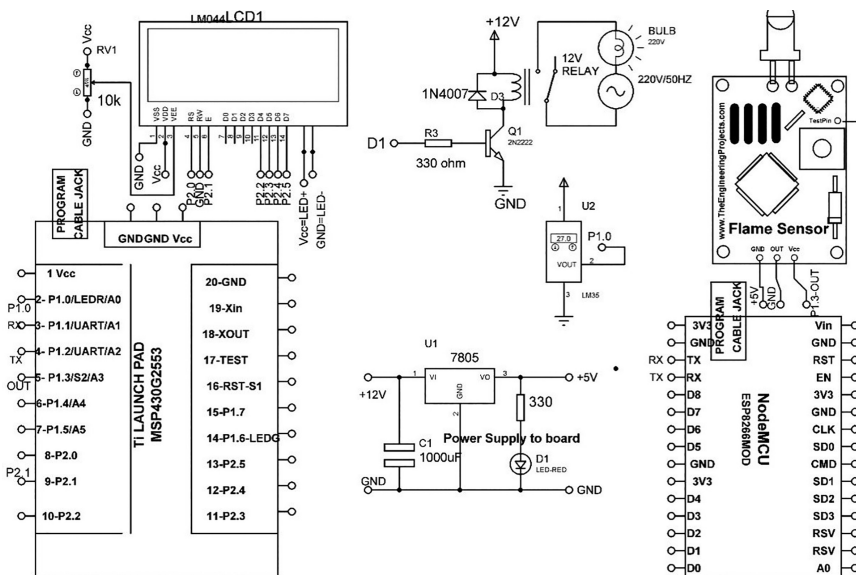 Vcc
RV1
10k
GND
LM044L
LCD1
VSS
VDD
VEE
RS
RW
E
D0
D1
D2
D3
D4
D5
D6
D7
1
2
3
4
5
6
7
8
9
10
11
12
13
14
GND
Vcc
P2.0
GND
P2.1
P2.2
P2.3
P2.4
P2.5
Vcc=LED+
GND=LED-
+12V
1N4007
D3
12V
RELAY
BULB
220V
220V/50HZ
D1
R3
330 ohm
Q1
2N2222
GND
1
U2
27.0
P1.0
VOUT
2
3
LM35
www.TheEngineeringProjects.com
TestPin
Flame Sensor
GND
OUT
Vcc
+5V
GND
P1.3-OUT
PROGRAM
CABLE JACK
GND
GND
Vcc
Ti LAUNCH PAD
MSP430G2553
1 Vcc
2- P1.0/LEDR/A0
3- P1.1/UART/A1
4- P1.2/UART/A2
5- P1.3/S2/A3
6-P1.4/A4
7-P1.5/A5
8-P2.0
9-P2.1
10-P2.2
P1.0
RX
TX
OUT
P2.1
20-GND
19-Xin
18-XOUT
17-TEST
16-RST-S1
15-P1.7
14-P1.6-LEDG
13-P2.5
12-P2.4
11-P2.3
U1
7805
1
VI
VO
3
GND
2
+12V
+5V
C1
1000uF
330
Power Supply to board
D1
LED-RED
GND
GND
PROGRAM
CABLE JACK
NodeMCU
ESP8266MOD
3V3
GND
RX
TX
TX
RX
D8
D7
D6
D5
GND
3V3
D4
D3
D2
D1
D0
Vin
GND
RST
EN
3V3
GND
CLK
SD0
CMD
SD1
SD2
SD3
RSV
RSV
A0